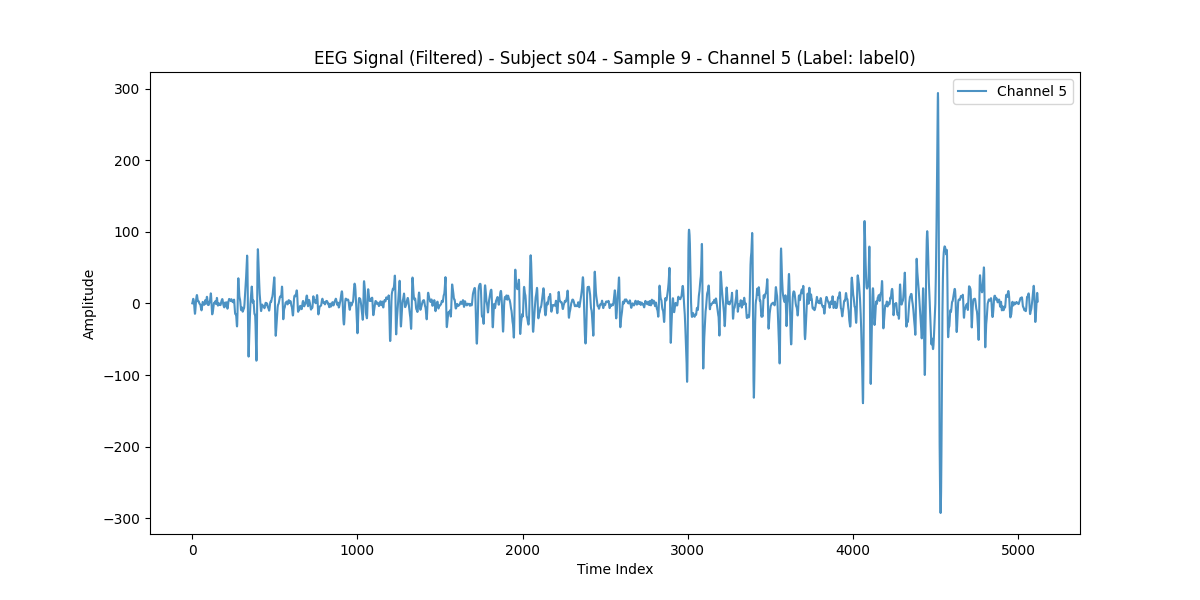 EEG Signal (Filtered) - Subject s04 - Sample 9 - Channel 5 (Label: label0)
Channel 5
300
200
100
0
−100
−200
−300
Amplitude
0 1000 2000 3000 4000 5000
Time Index